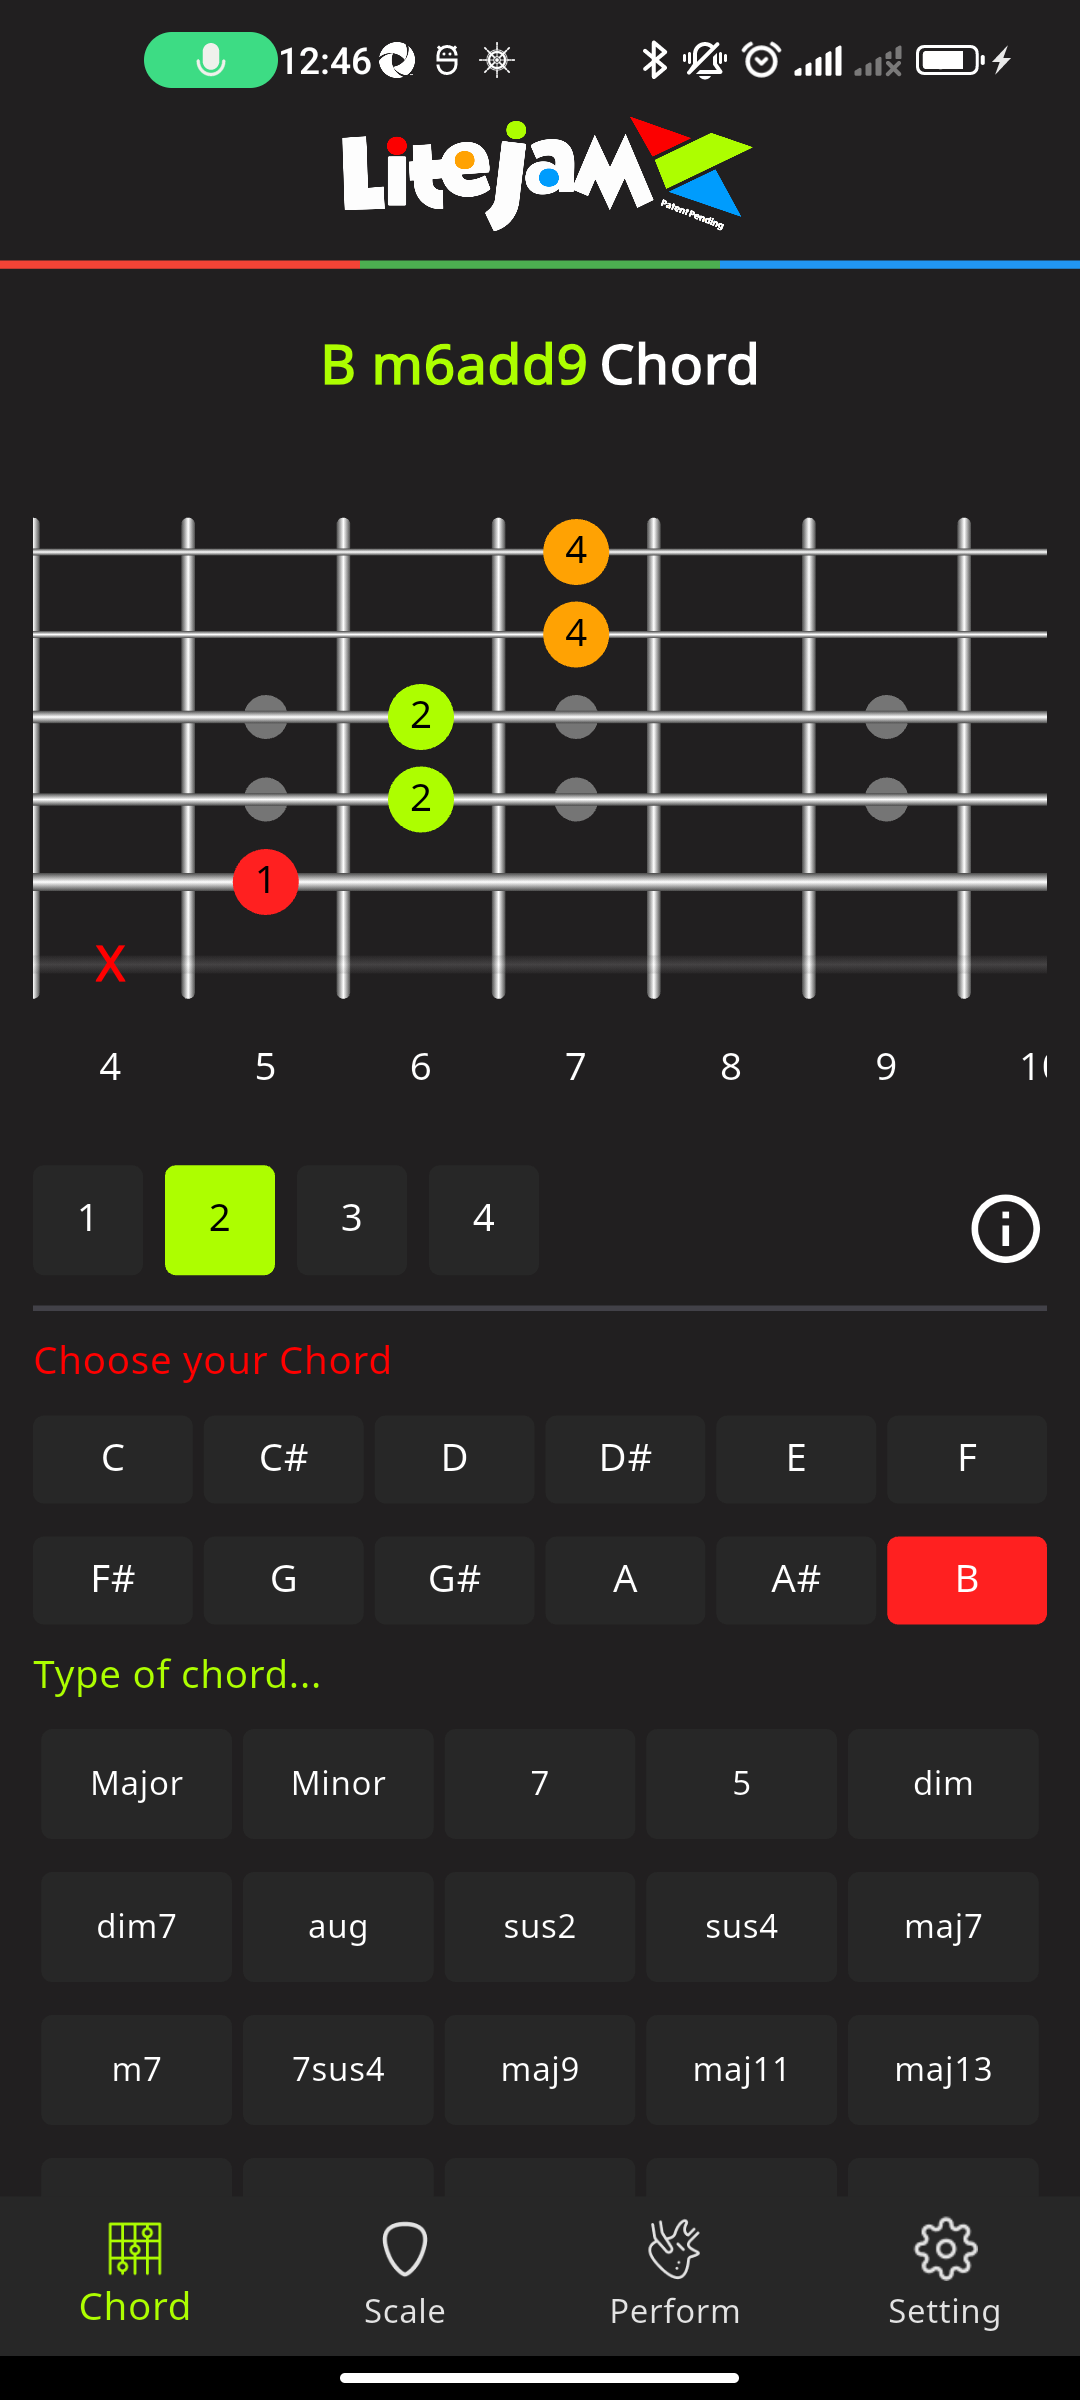 12:46
Litejam
Patent Pending
B m6add9 Chord
4
4
2
2
1
X
4 5 6 7 8 9
1 2 3 4
Choose your Chord
C C# D D# E F
F# G G# A A# B
Type of chord...
Major Minor 7 5 dim
dim7 aug sus2 sus4 maj7
m7 7sus4 maj9 maj11 maj13
Chord Scale Perform Setting